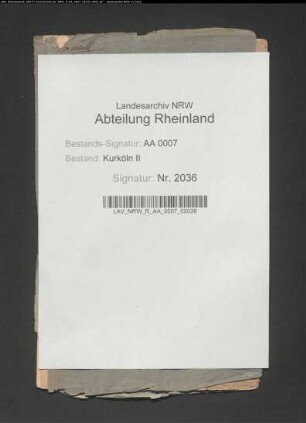 Landesarchiv NRW
Abteilung Rheinland
Bestands-Signatur: AA 0007
Bestand: Kurköln II
Signatur: Nr. 2036
LAV_NRW_R_AA_0007_02036